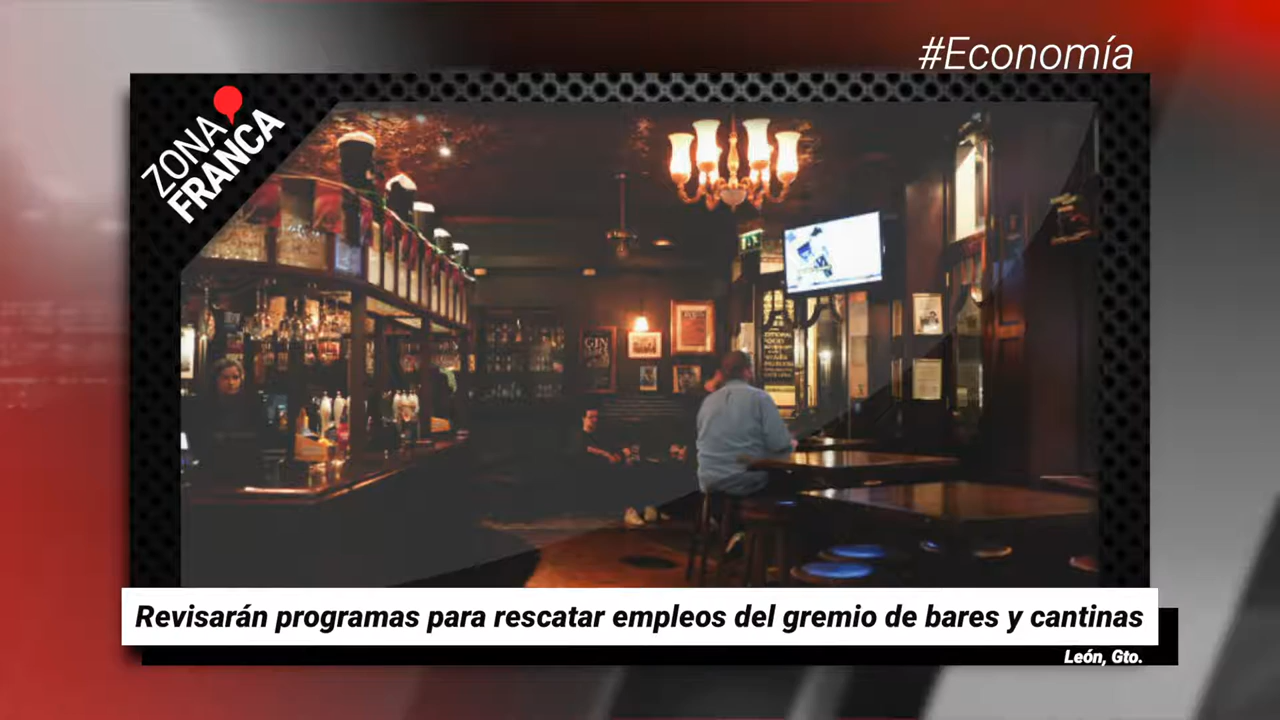 #Economía
ZONA
FRANCA
GIN
Revisarán programas para rescatar empleos del gremio de bares y cantinas
León, Gto.